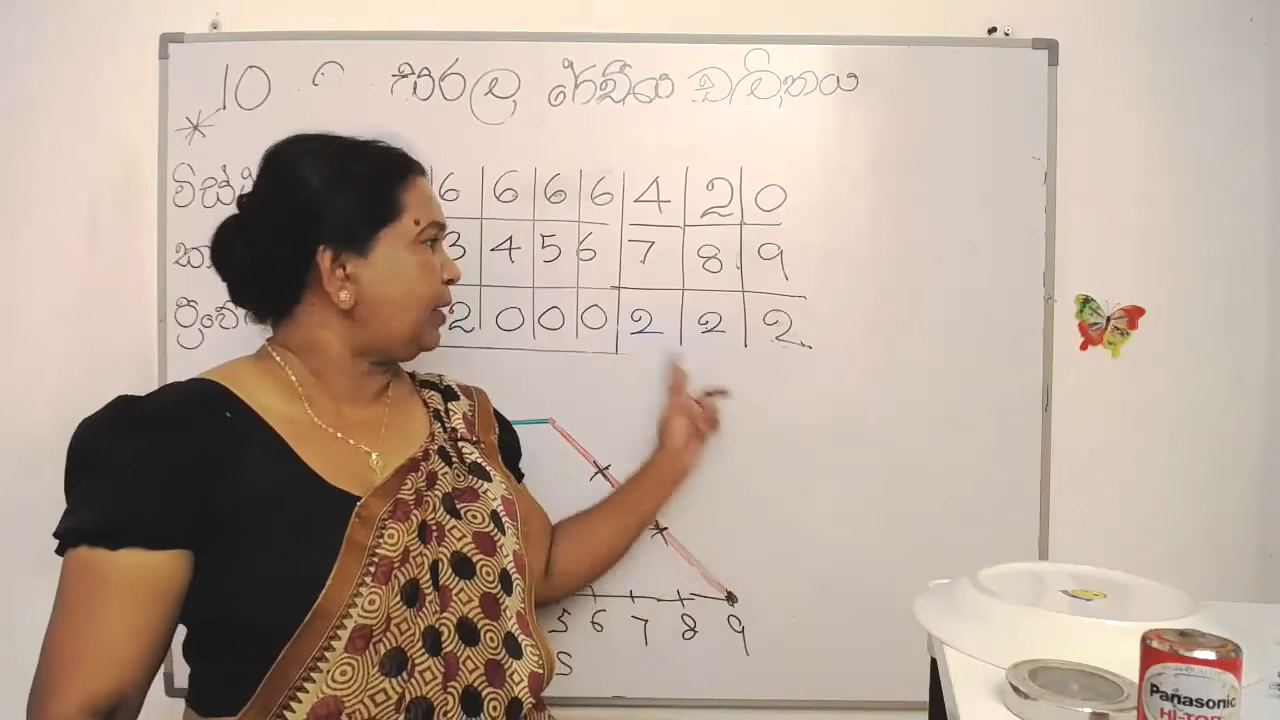 10 සරල රේඛීය චලිතය
6 6 6 6 4 2 0
3 4 5 6 7 8 9
2 0 0 0 2 2 2
5 6 7 8 9
S
Panasonic